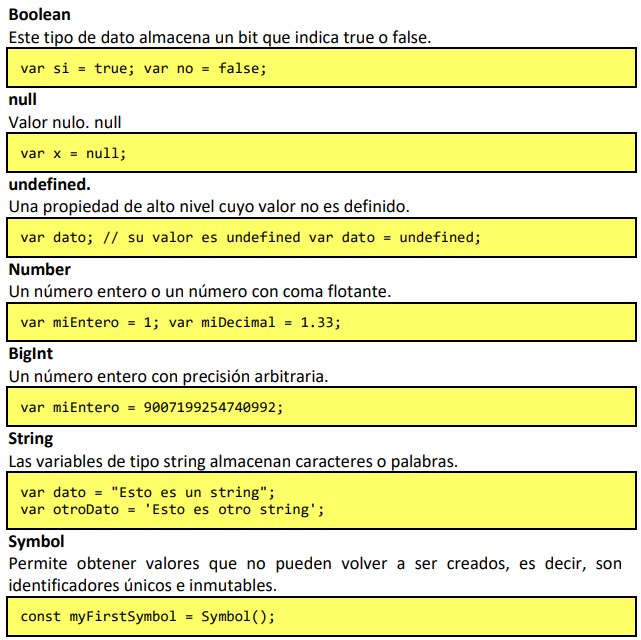 Boolean
Este tipo de dato almacena un bit que indica true o false.
var si = true; var no = false;
null
Valor nulo. null
var x = null;
undefined.
Una propiedad de alto nivel cuyo valor no es definido.
var dato; // su valor es undefined var dato = undefined;
Number
Un número entero o un número con coma flotante.
var miEntero = 1; var miDecimal = 1.33;
BigInt
Un número entero con precisión arbitraria.
var miEntero = 9007199254740992;
String
Las variables de tipo string almacenan caracteres o palabras.
var dato = "Esto es un string";
var otroDato = 'Esto es otro string';
Symbol
Permite obtener valores que no pueden volver a ser creados, es decir, son
identificadores únicos e inmutables.
const myFirstSymbol = Symbol();